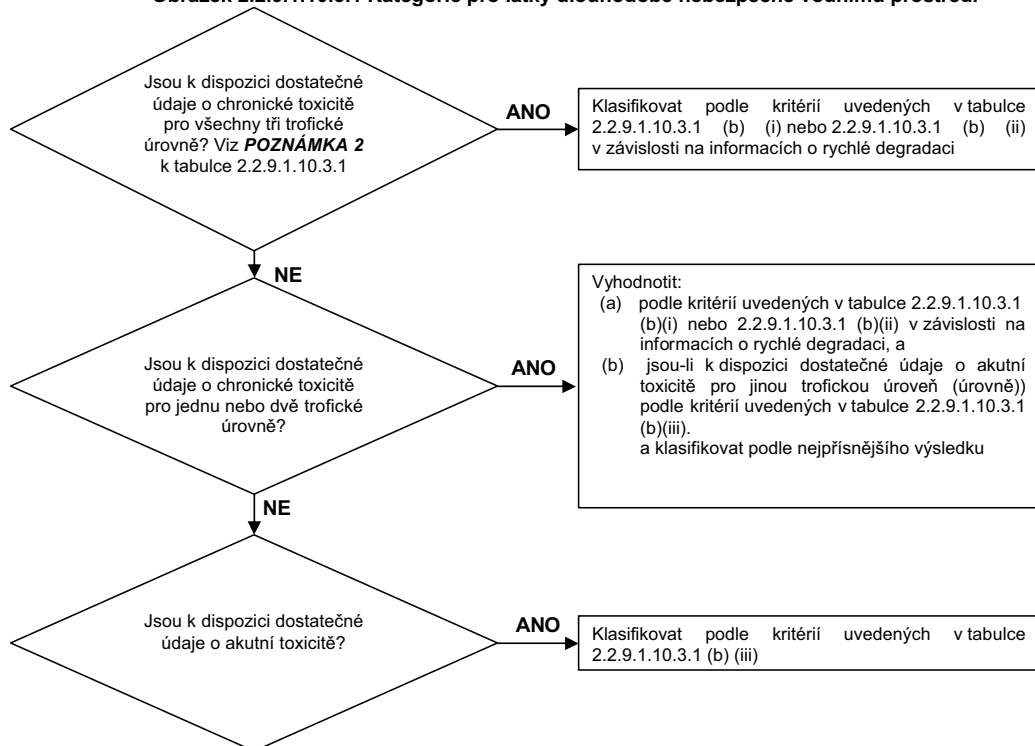 Jsou k dispozici dostatečné
údaje o chronické toxicitě
pro všechny tři trofické
úrovně? Viz POZNÁMKA 2
k tabulce 2.2.9.1.10.3.1
ANO
Klasifikovat podle kritérií uvedených v tabulce
2.2.9.1.10.3.1 (b) (i) nebo 2.2.9.1.10.3.1 (b) (ii)
v závislosti na informacích o rychlé degradaci
NE
Jsou k dispozici dostatečné
údaje o chronické toxicitě
pro jednu nebo dvě trofické
úrovně?
ANO
Vyhodnotit:
(a) podle kritérií uvedených v tabulce 2.2.9.1.10.3.1
(b)(i) nebo 2.2.9.1.10.3.1 (b)(ii) v závislosti na
informacích o rychlé degradaci, a
(b) jsou-li k dispozici dostatečné údaje o akutní
toxicitě pro jinou trofickou úroveň (úrovně))
podle kritérií uvedených v tabulce 2.2.9.1.10.3.1
(b)(iii).
a klasifikovat podle nejpřísnějšího výsledku
NE
Jsou k dispozici dostatečné
údaje o akutní toxicitě?
ANO
Klasifikovat podle kritérií uvedených v tabulce
2.2.9.1.10.3.1 (b) (iii)